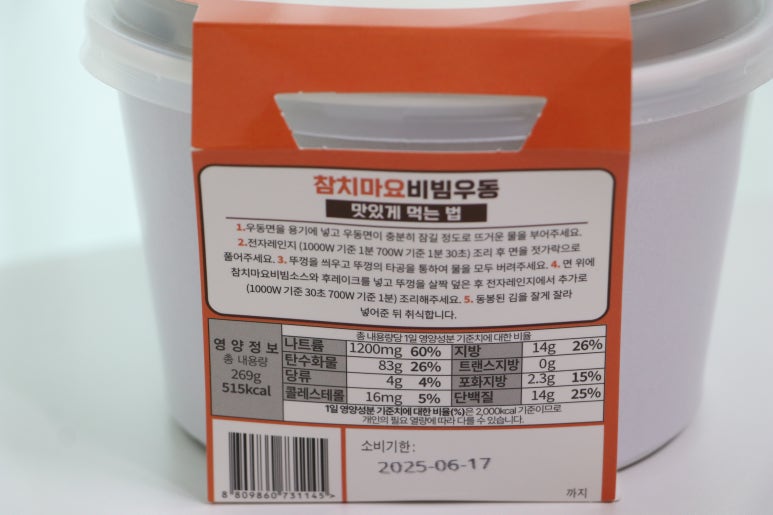 참치마요비빔우동
맛있게 먹는 법
1.우동면을 용기에 넣고 우동면이 충분히 잠길 정도로 뜨거운 물을 부어주세요.
2.전자레인지 (1000W 기준 1분 700W 기준 1분 30초) 조리 후 면을 젓가락으로
풀어주세요. 3. 뚜껑을 씌우고 뚜껑의 타공을 통하여 물을 모두 버려주세요. 4. 면 위에
참치마요비빔소스와 후레이크를 넣고 뚜껑을 살짝 덮은 후 전자레인지에서 추가로
(1000W 기준 30초 700W 기준 1분) 조리해주세요. 5. 동봉된 김을 잘게 잘라
넣어준 뒤 취식합니다.
영양정보
총 내용량
269g
515kcal
총 내용량당 1일 영양성분 기준치에 대한 비율
나트륨 1200mg 60% 지방 14g 26%
탄수화물 83g 26% 트랜스지방 0g
당류 4g 4% 포화지방 2.3g 15%
콜레스테롤 16mg 5% 단백질 14g 25%
1일 영양성분 기준치에 대한 비율(%)은 2,000kcal 기준이므로
개인의 필요 열량에 따라 다를 수 있습니다.
소비기한:
2025-06-17
까지
8 809860 731145 >